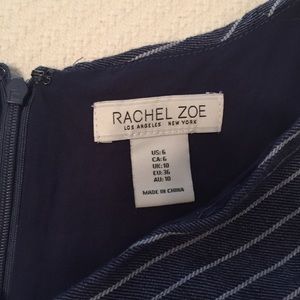 RACHEL ZOE
LOS ANGELES   NEW YORK
US: 6
CA: 6
UK: 10
EU: 36
AU: 10
MADE IN CHINA